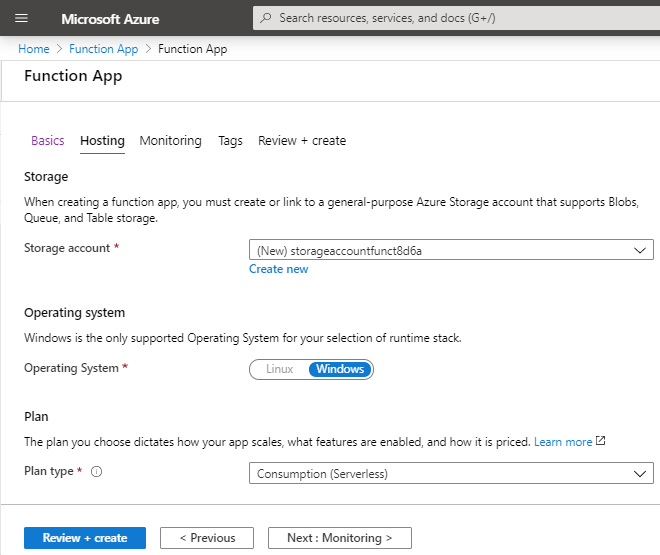 Microsoft Azure
Search resources, services, and docs (G+/)
Home > Function App > Function App
Function App
Basics Hosting Monitoring Tags Review + create
Storage
When creating a function app, you must create or link to a general-purpose Azure Storage account that supports Blobs,
Queue, and Table storage.
Storage account * (New) storageaccountfunct8d6a
Create new
Operating system
Windows is the only supported Operating System for your selection of runtime stack.
Operating System * Linux Windows
Plan
The plan you choose dictates how your app scales, what features are enabled, and how it is priced. Learn more
Plan type * Consumption (Serverless)
Review + create < Previous Next : Monitoring >